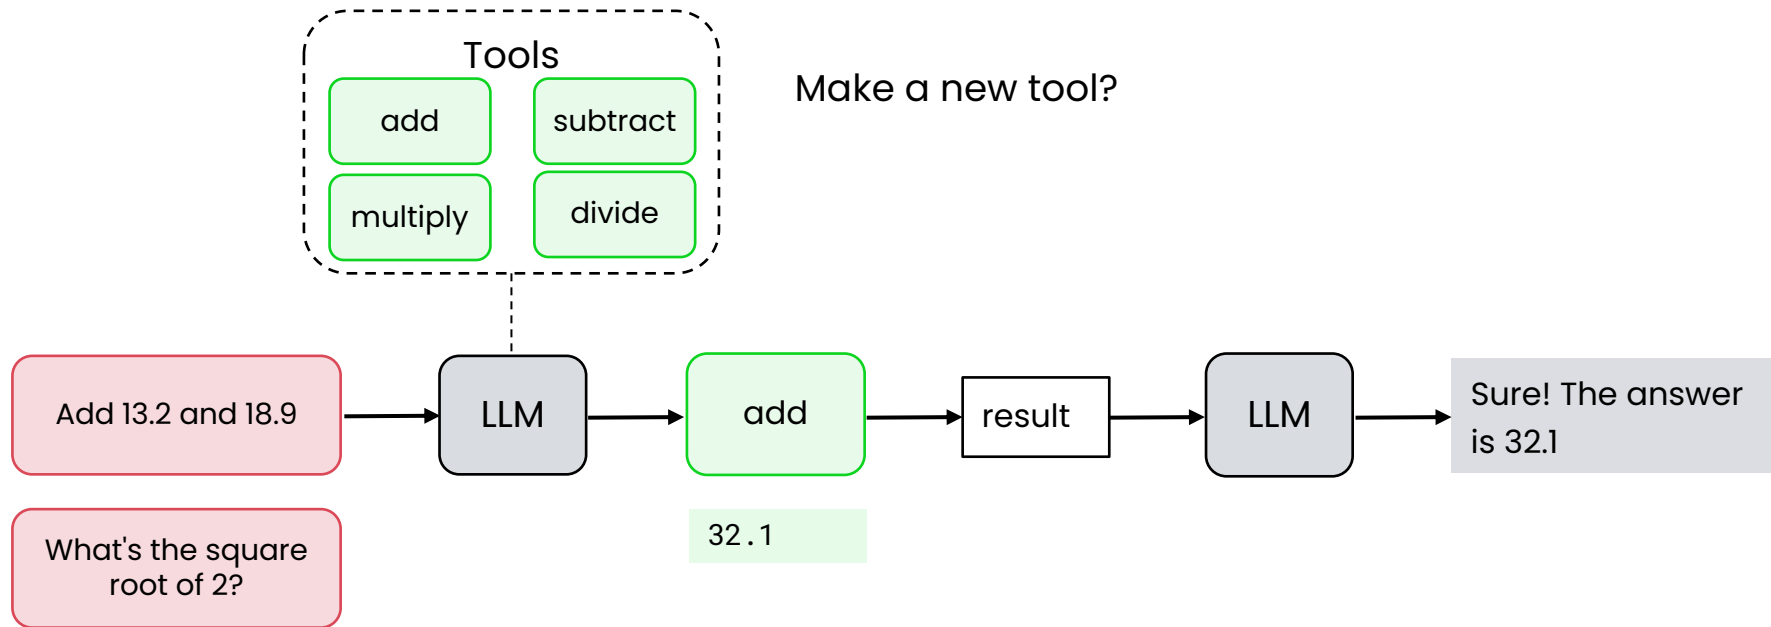 Tools
Make a new tool?
add
subtract
multiply
divide
Add 13.2 and 18.9
LLM
add
result
LLM
Sure! The answer
is 32.1
What's the square
root of 2?
32.1